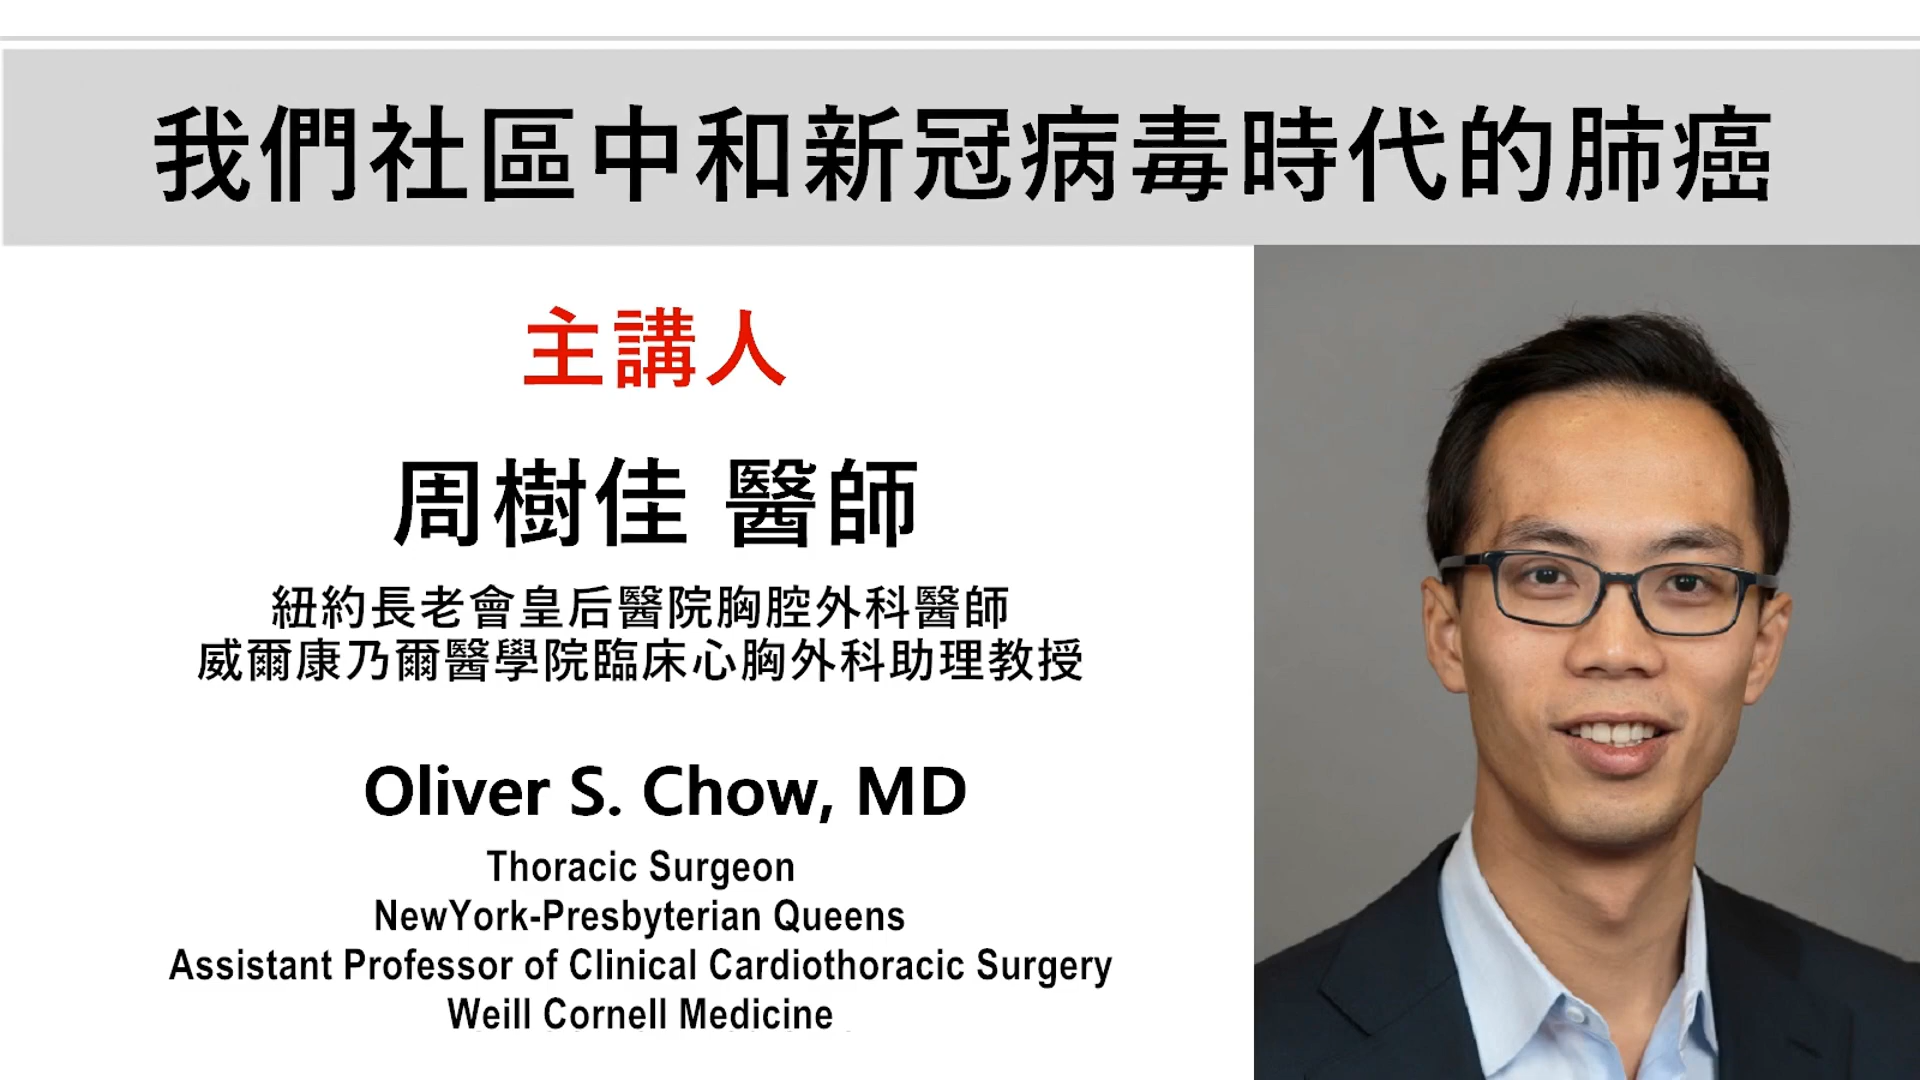 我們社區中和新冠病毒時代的肺癌
主講人
周樹佳 醫師
紐約長老會皇后醫院胸腔外科醫師
威爾康乃爾醫學院臨床心胸外科助理教授
Oliver S. Chow, MD
Thoracic Surgeon
NewYork-Presbyterian Queens
Assistant Professor of Clinical Cardiothoracic Surgery
Weill Cornell Medicine